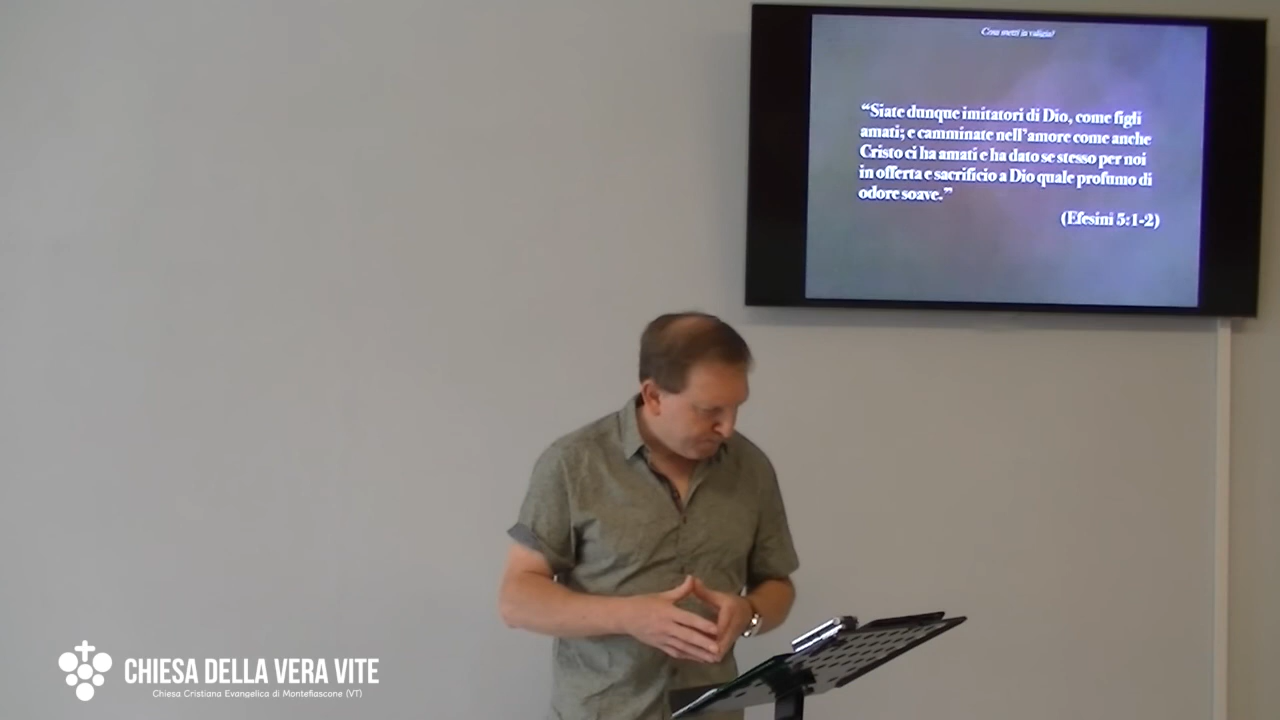 Cosa metti in valigia?
“Siate dunque imitatori di Dio, come figli
amati; e camminate nell’amore come anche
Cristo ci ha amati e ha dato se stesso per noi
in offerta e sacrificio a Dio quale profumo di
odore soave.”
(Efesini 5:1-2)
CHIESA DELLA VERA VITE
Chiesa Cristiana Evangelica di Montefiascone (VT)